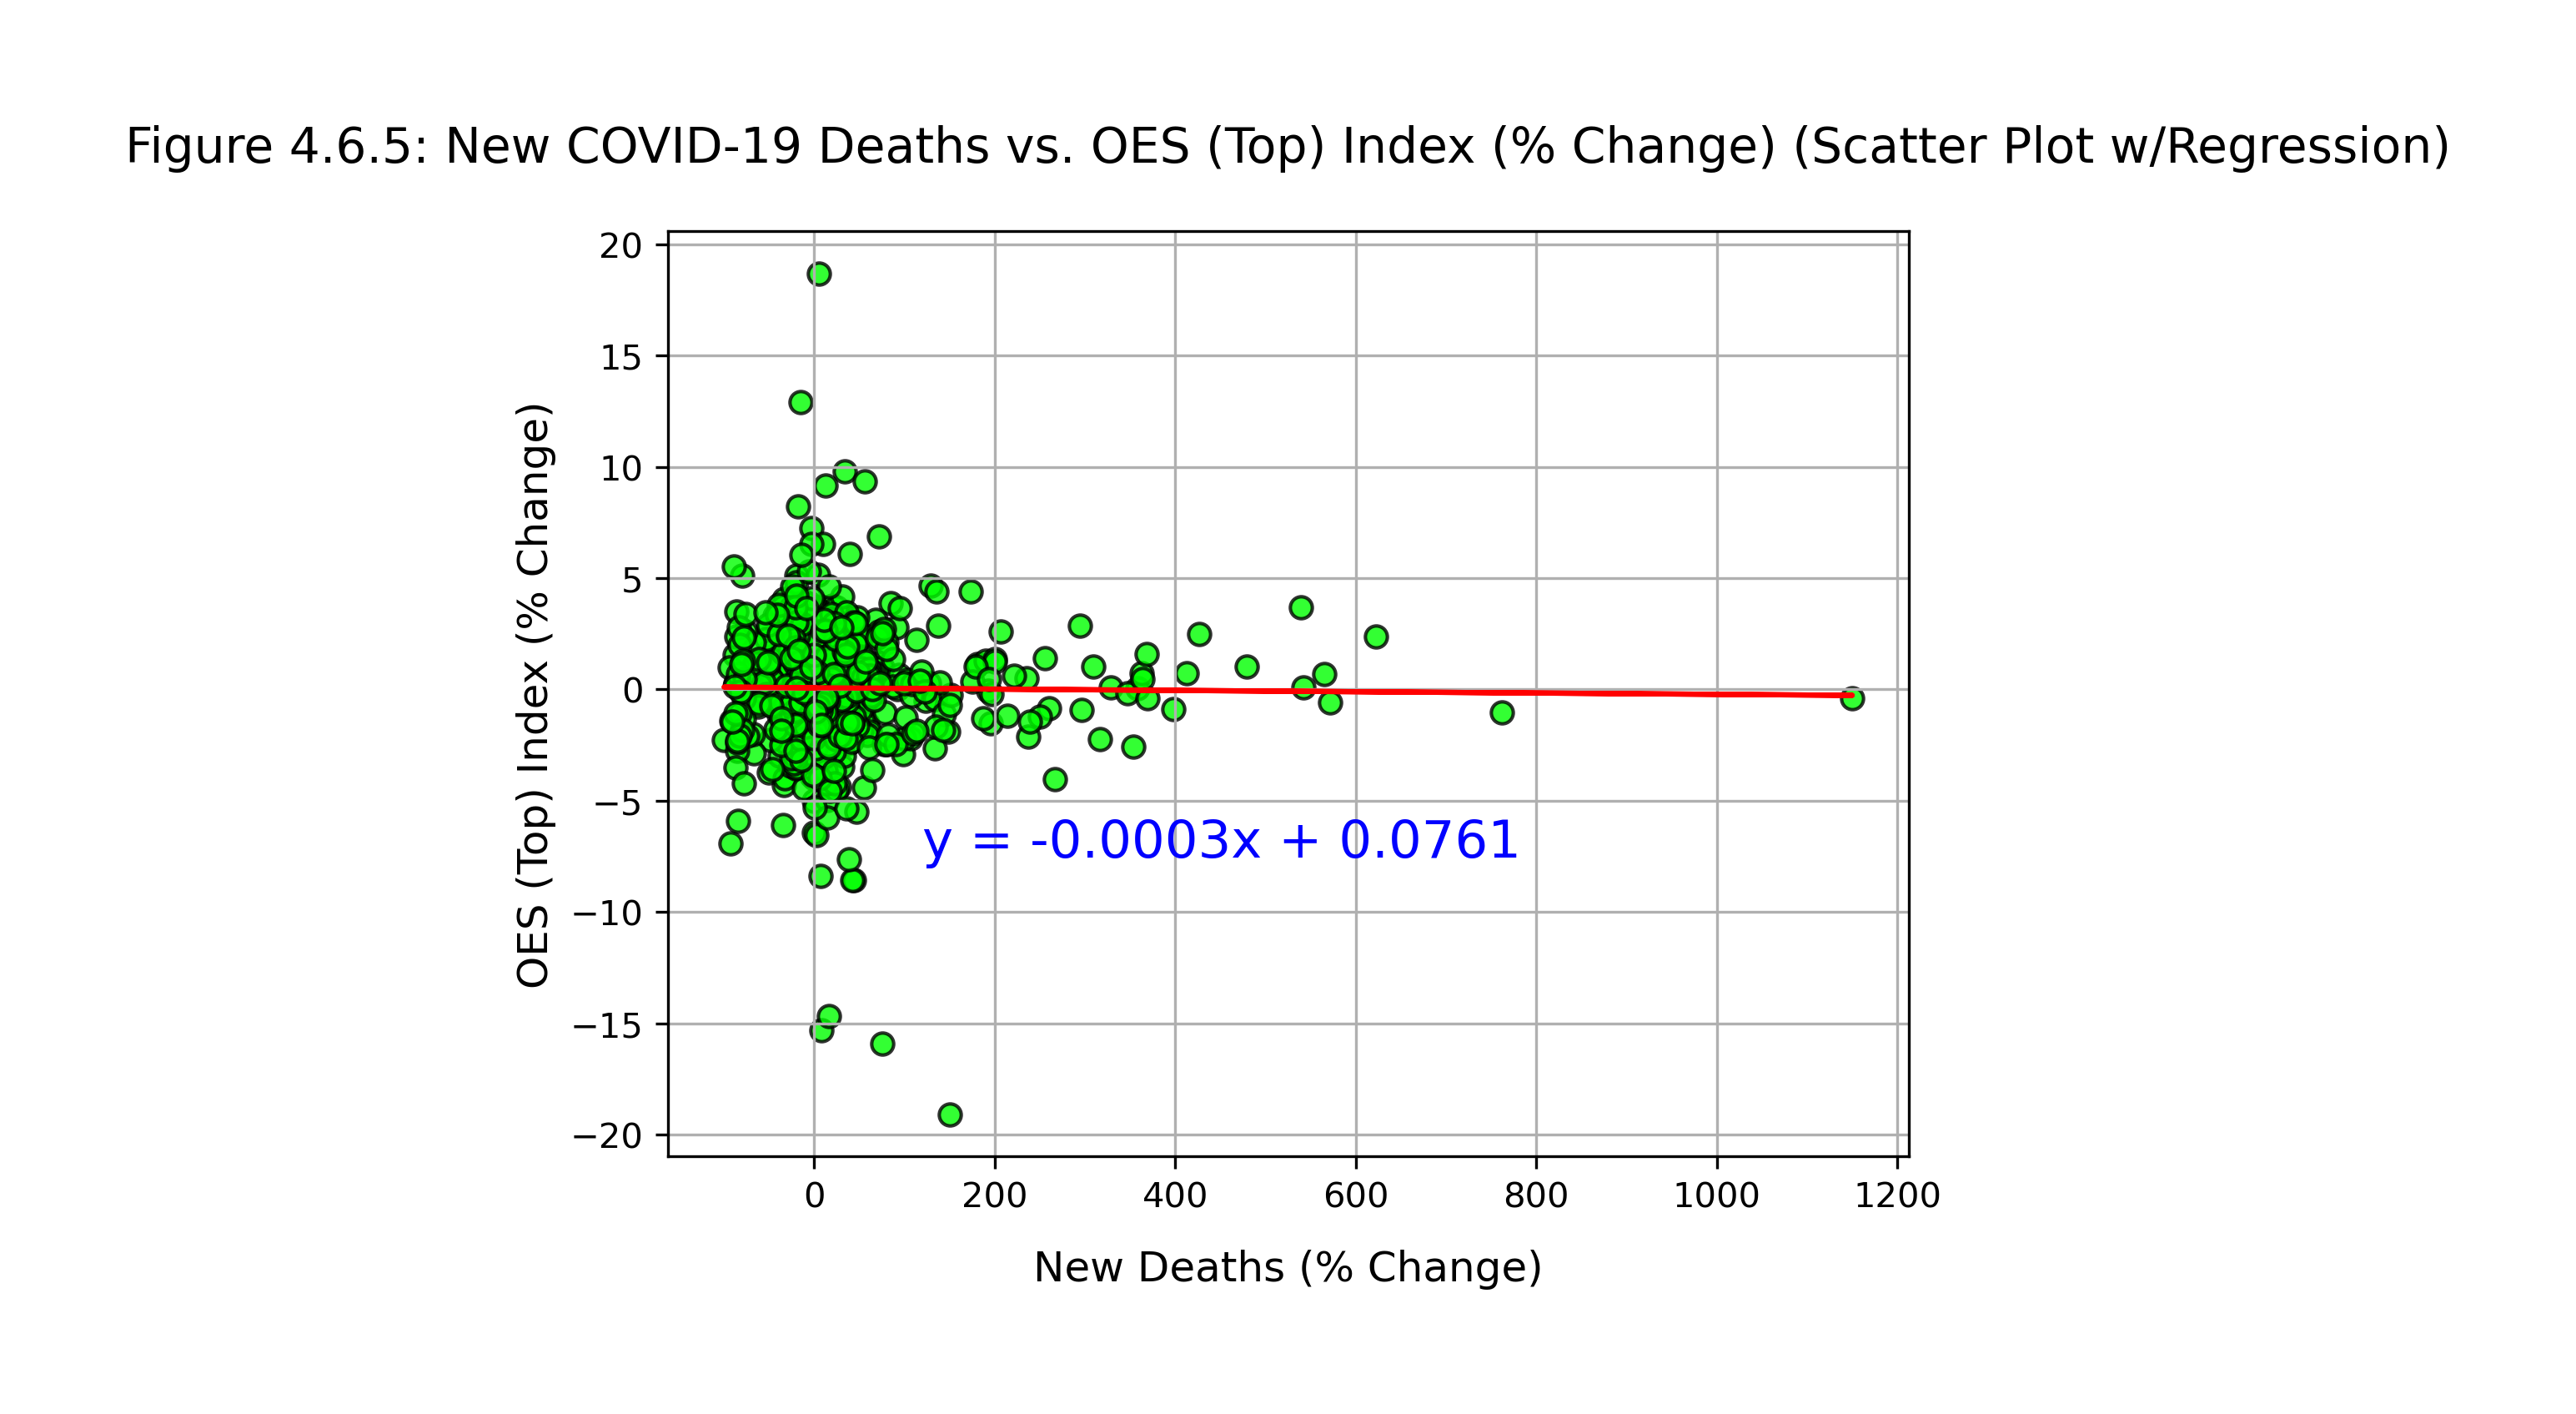 Figure 4.6.5: New COVID-19 Deaths vs. OES (Top) Index (% Change) (Scatter Plot w/Regression)
OES (Top) Index (% Change)
20
15
10
5
0
−5
−10
−15
−20
y = -0.0003x + 0.0761
0 200 400 600 800 1000 1200
New Deaths (% Change)